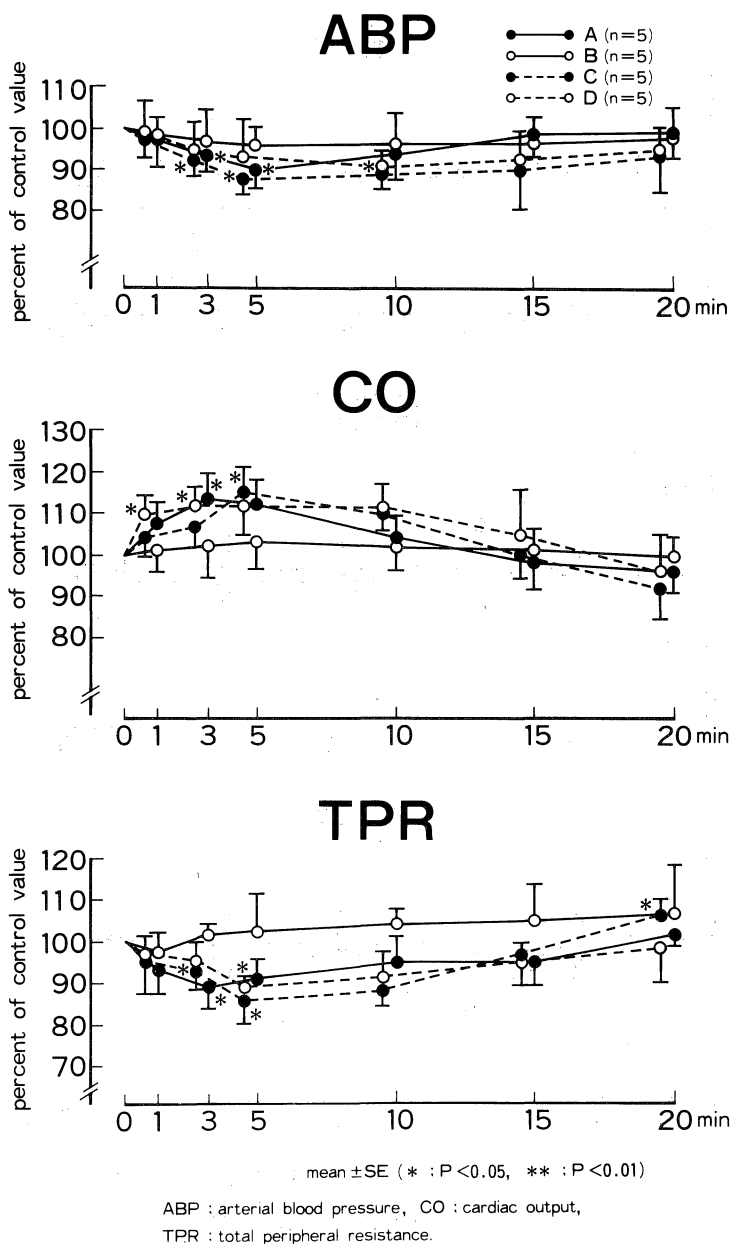 ABP
A (n=5)
B (n=5)
C (n=5)
D (n=5)
percent of control value
110
100
90
80
* * * * *
0 1 3 5 10 15 20 min
CO
percent of control value
130
120
110
100
90
80
* * * *
0 1 3 5 10 15 20 min
TPR
percent of control value
120
110
100
90
80
70
* * * * *
0 1 3 5 10 15 20 min
mean ±SE ( * : P <0.05, ** : P <0.01)
ABP : arterial blood pressure, CO : cardiac output,
TPR : total peripheral resistance.